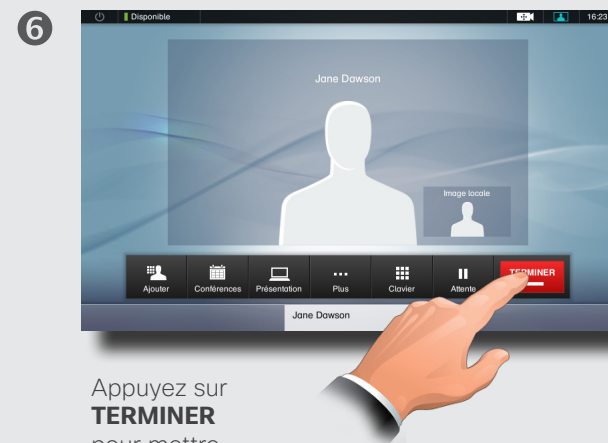 6
Disponible
16:23
Jane Dawson
Image locale
Ajouter Conférences Présentation Plus Clavier Attente TERMINER
Jane Dawson
Appuyez sur
TERMINER
pour mettre